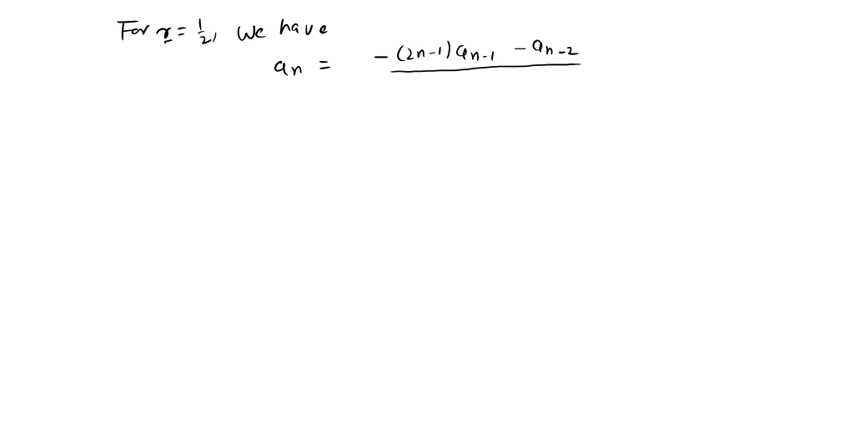 For r = 1/2, we have
aₙ = -(2n-1)aₙ₋₁ - aₙ₋₂